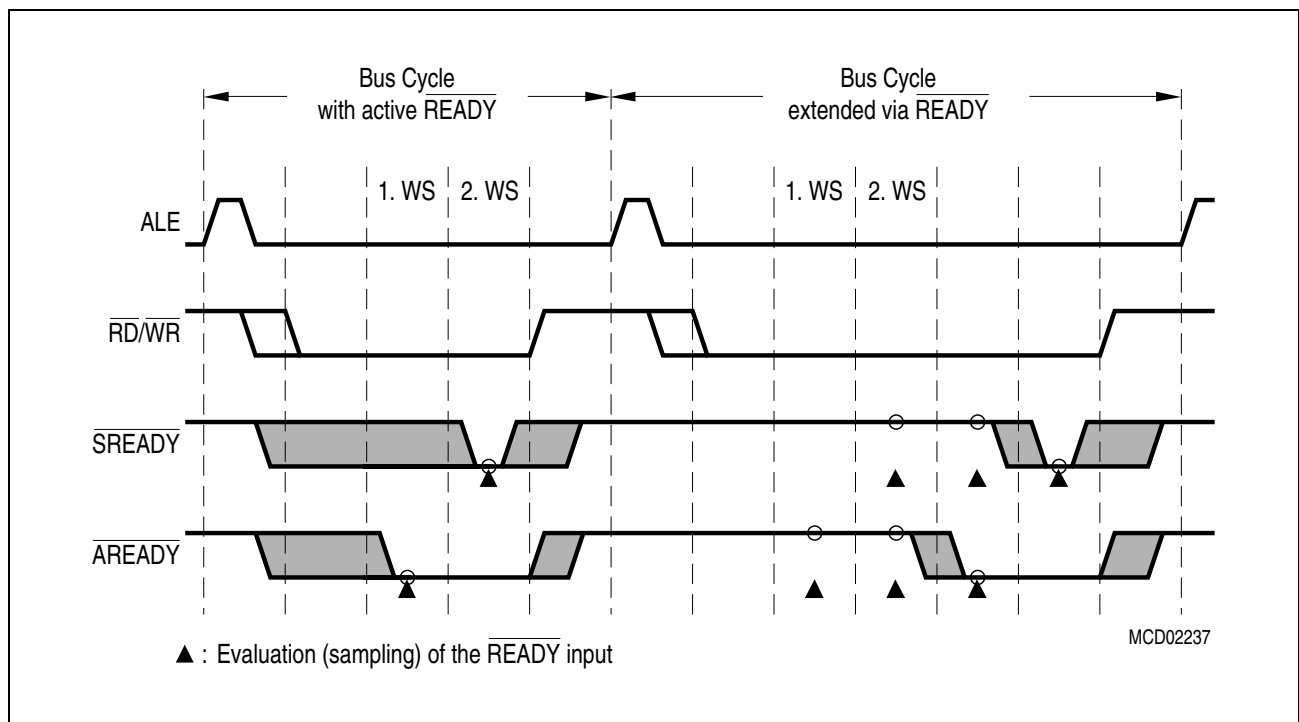 Bus Cycle
with active READY
Bus Cycle
extended via READY
1. WS
2. WS
1. WS
2. WS
ALE
RD/WR
SREADY
AREADY
MCD02237
▲ : Evaluation (sampling) of the READY input